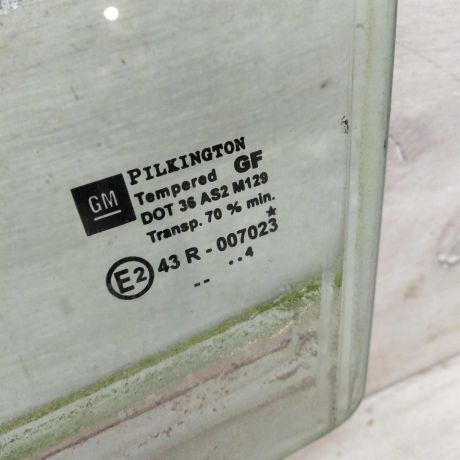 GM
PILKINGTON
Tempered GF
DOT 36 AS2 M129
Transp. 70 % min.
E2 43 R - 007023
-- ..4